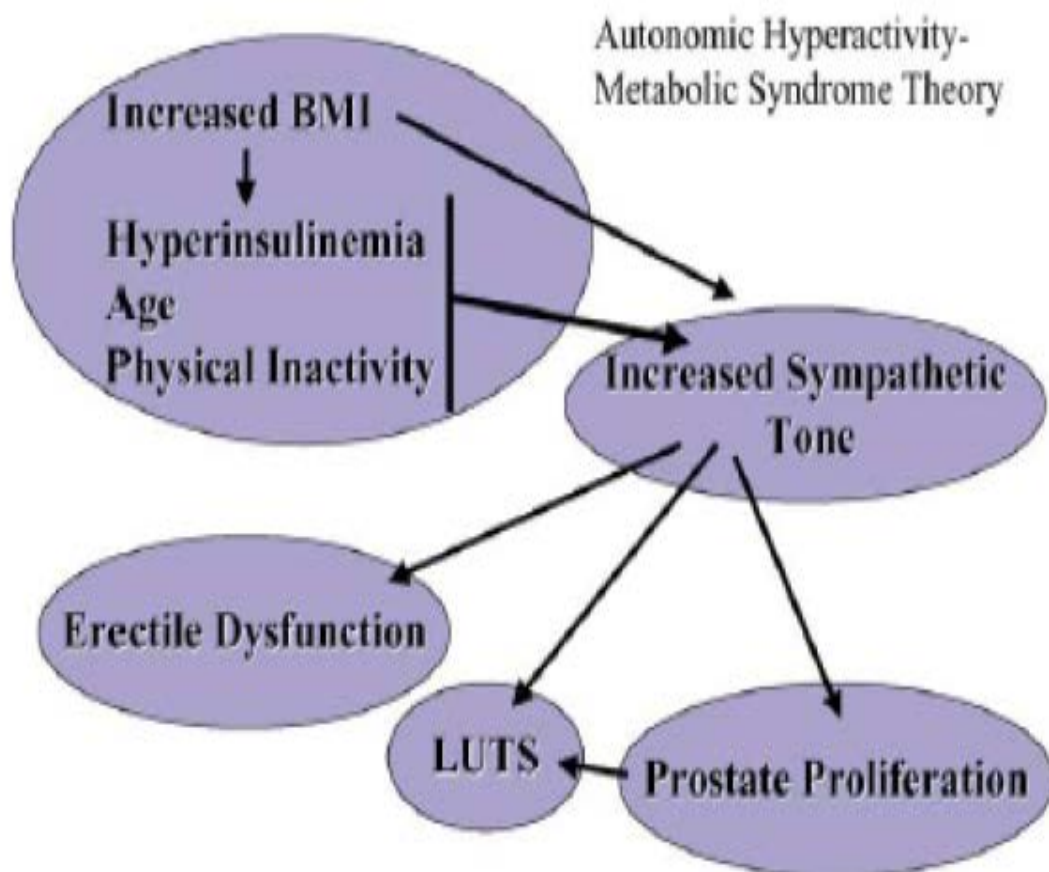 Autonomic Hyperactivity-
Metabolic Syndrome Theory
Increased BMI
Hyperinsulinemia
Age
Physical Inactivity
Increased Sympathetic
Tone
Erectile Dysfunction
LUTS
Prostate Proliferation